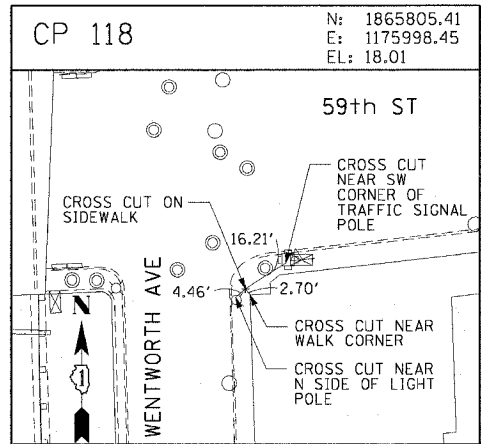 CP 118
N: 1865805.41
E: 1175998.45
EL: 18.01
59th ST
CROSS CUT
NEAR SW
CORNER OF
TRAFFIC SIGNAL
POLE
CROSS CUT ON
SIDEWALK
16.21'
4.46'
2.70'
CROSS CUT NEAR
WALK CORNER
CROSS CUT NEAR
N SIDE OF LIGHT
POLE
WENTWORTH AVE
N
1